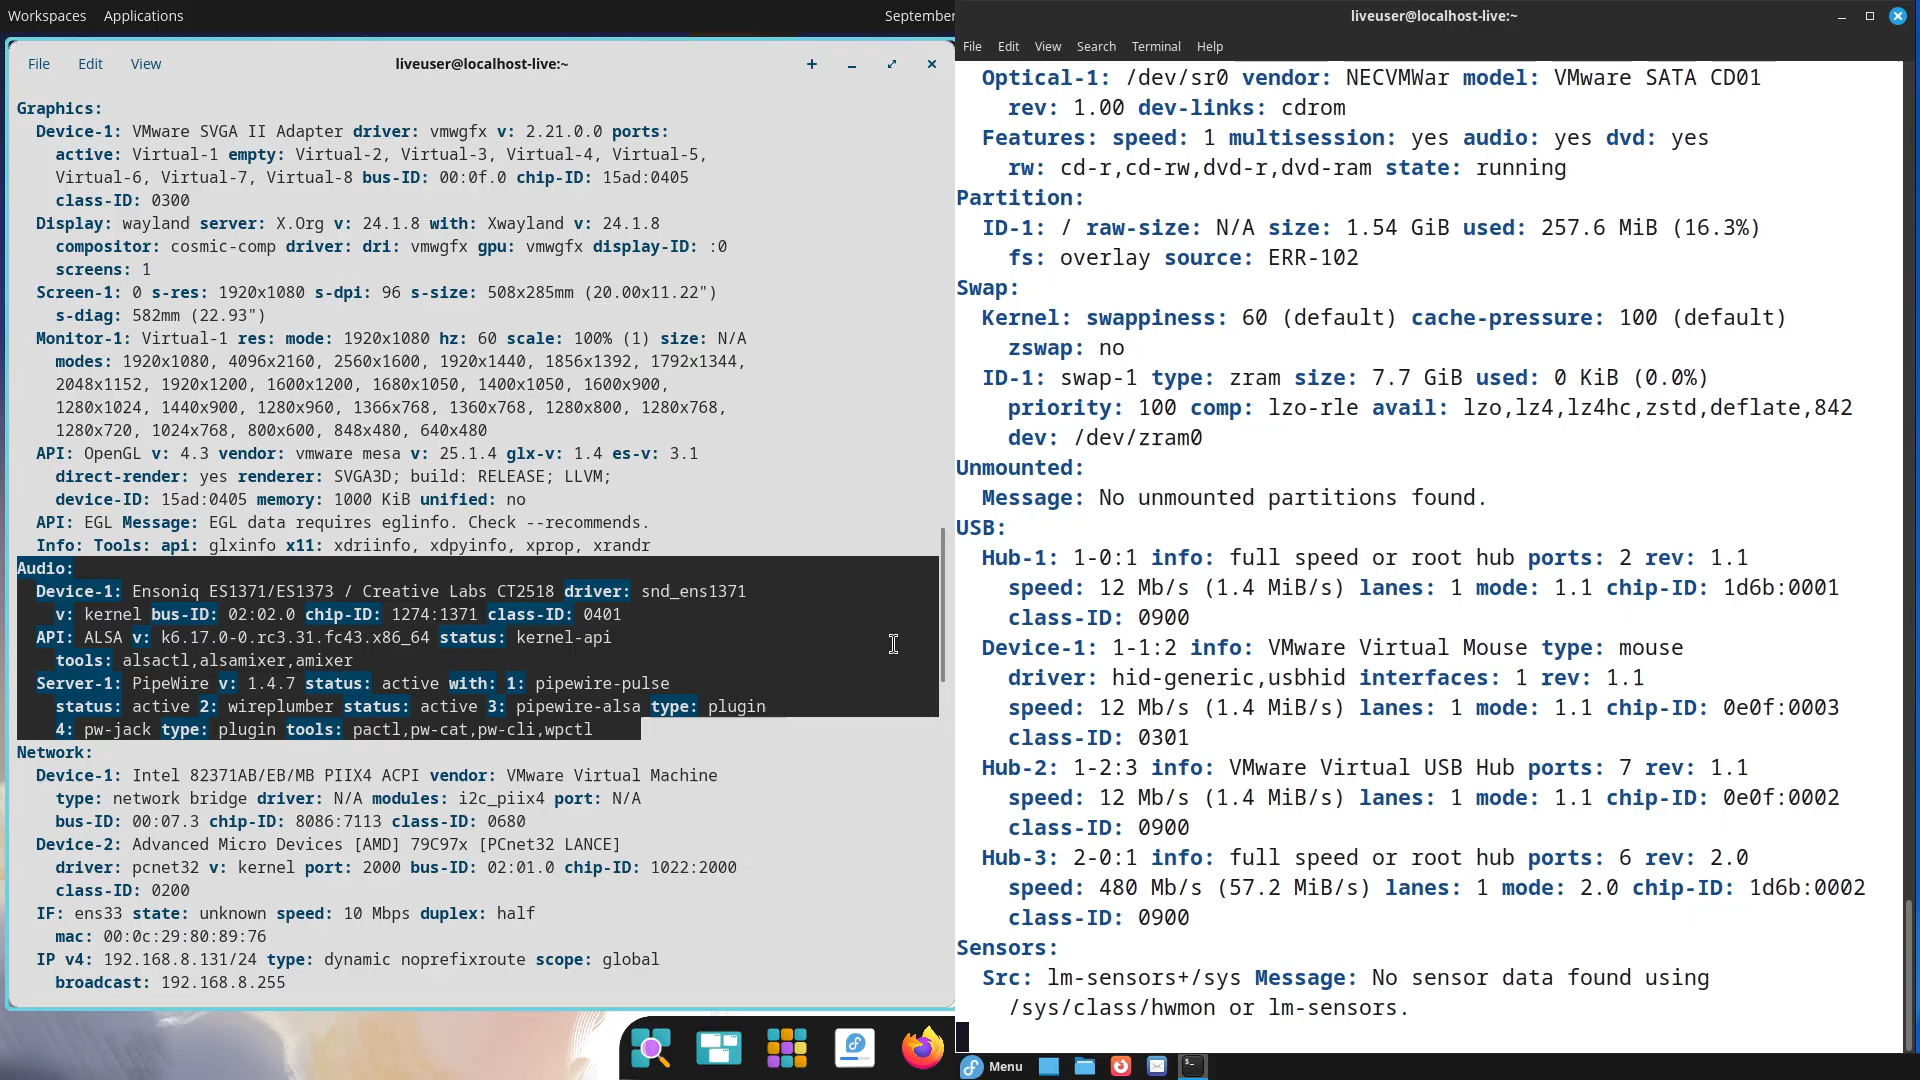 Workspaces Applications September
File Edit View liveuser@localhost-live:~
Graphics:
Device-1: VMware SVGA II Adapter driver: vmwgfx v: 2.21.0.0 ports:
active: Virtual-1 empty: Virtual-2, Virtual-3, Virtual-4, Virtual-5,
Virtual-6, Virtual-7, Virtual-8 bus-ID: 00:0f.0 chip-ID: 15ad:0405
class-ID: 0300
Display: wayland server: X.Org v: 24.1.8 with: Xwayland v: 24.1.8
compositor: cosmic-comp driver: dri: vmwgfx gpu: vmwgfx display-ID: :0
screens: 1
Screen-1: 0 s-res: 1920x1080 s-dpi: 96 s-size: 508x285mm (20.00x11.22")
s-diag: 582mm (22.93")
Monitor-1: Virtual-1 res: mode: 1920x1080 hz: 60 scale: 100% (1) size: N/A
modes: 1920x1080, 4096x2160, 2560x1600, 1920x1440, 1856x1392, 1792x1344,
2048x1152, 1920x1200, 1600x1200, 1680x1050, 1400x1050, 1600x900,
1280x1024, 1440x900, 1280x960, 1366x768, 1360x768, 1280x800, 1280x768,
1280x720, 1024x768, 800x600, 848x480, 640x480
API: OpenGL v: 4.3 vendor: vmware mesa v: 25.1.4 glx-v: 1.4 es-v: 3.1
direct-render: yes renderer: SVGA3D; build: RELEASE; LLVM;
device-ID: 15ad:0405 memory: 1000 KiB unified: no
API: EGL Message: EGL data requires eglinfo. Check --recommends.
Info: Tools: api: glxinfo x11: xdriinfo, xdpyinfo, xprop, xrandr
Audio:
Device-1: Ensoniq ES1371/ES1373 / Creative Labs CT2518 driver: snd_ens1371
v: kernel bus-ID: 02:02.0 chip-ID: 1274:1371 class-ID: 0401
API: ALSA v: k6.17.0-0.rc3.31.fc43.x86_64 status: kernel-api
tools: alsactl,alsamixer,amixer
Server-1: PipeWire v: 1.4.7 status: active with: 1: pipewire-pulse
status: active 2: wireplumber status: active 3: pipewire-alsa type: plugin
4: pw-jack type: plugin tools: pactl,pw-cat,pw-cli,wpctl
Network:
Device-1: Intel 82371AB/EB/MB PIIX4 ACPI vendor: VMware Virtual Machine
type: network bridge driver: N/A modules: i2c_piix4 port: N/A
bus-ID: 00:07.3 chip-ID: 8086:7113 class-ID: 0680
Device-2: Advanced Micro Devices [AMD] 79C97x [PCnet32 LANCE]
driver: pcnet32 v: kernel port: 2000 bus-ID: 02:01.0 chip-ID: 1022:2000
class-ID: 0200
IF: ens33 state: unknown speed: 10 Mbps duplex: half
mac: 00:0c:29:80:89:76
IP v4: 192.168.8.131/24 type: dynamic noprefixroute scope: global
broadcast: 192.168.8.255
liveuser@localhost-live:~
File Edit View Search Terminal Help
Optical-1: /dev/sr0 vendor: NECVMWar model: VMware SATA CD01
rev: 1.00 dev-links: cdrom
Features: speed: 1 multisession: yes audio: yes dvd: yes
rw: cd-r,cd-rw,dvd-r,dvd-ram state: running
Partition:
ID-1: / raw-size: N/A size: 1.54 GiB used: 257.6 MiB (16.3%)
fs: overlay source: ERR-102
Swap:
Kernel: swappiness: 60 (default) cache-pressure: 100 (default)
zswap: no
ID-1: swap-1 type: zram size: 7.7 GiB used: 0 KiB (0.0%)
priority: 100 comp: lzo-rle avail: lzo,lz4,lz4hc,zstd,deflate,842
dev: /dev/zram0
Unmounted:
Message: No unmounted partitions found.
USB:
Hub-1: 1-0:1 info: full speed or root hub ports: 2 rev: 1.1
speed: 12 Mb/s (1.4 MiB/s) lanes: 1 mode: 1.1 chip-ID: 1d6b:0001
class-ID: 0900
Device-1: 1-1:2 info: VMware Virtual Mouse type: mouse
driver: hid-generic,usbhid interfaces: 1 rev: 1.1
speed: 12 Mb/s (1.4 MiB/s) lanes: 1 mode: 1.1 chip-ID: 0e0f:0003
class-ID: 0301
Hub-2: 1-2:3 info: VMware Virtual USB Hub ports: 7 rev: 1.1
speed: 12 Mb/s (1.4 MiB/s) lanes: 1 mode: 1.1 chip-ID: 0e0f:0002
class-ID: 0900
Hub-3: 2-0:1 info: full speed or root hub ports: 6 rev: 2.0
speed: 480 Mb/s (57.2 MiB/s) lanes: 1 mode: 2.0 chip-ID: 1d6b:0002
class-ID: 0900
Sensors:
Src: lm-sensors+/sys Message: No sensor data found using
/sys/class/hwmon or lm-sensors.
Menu